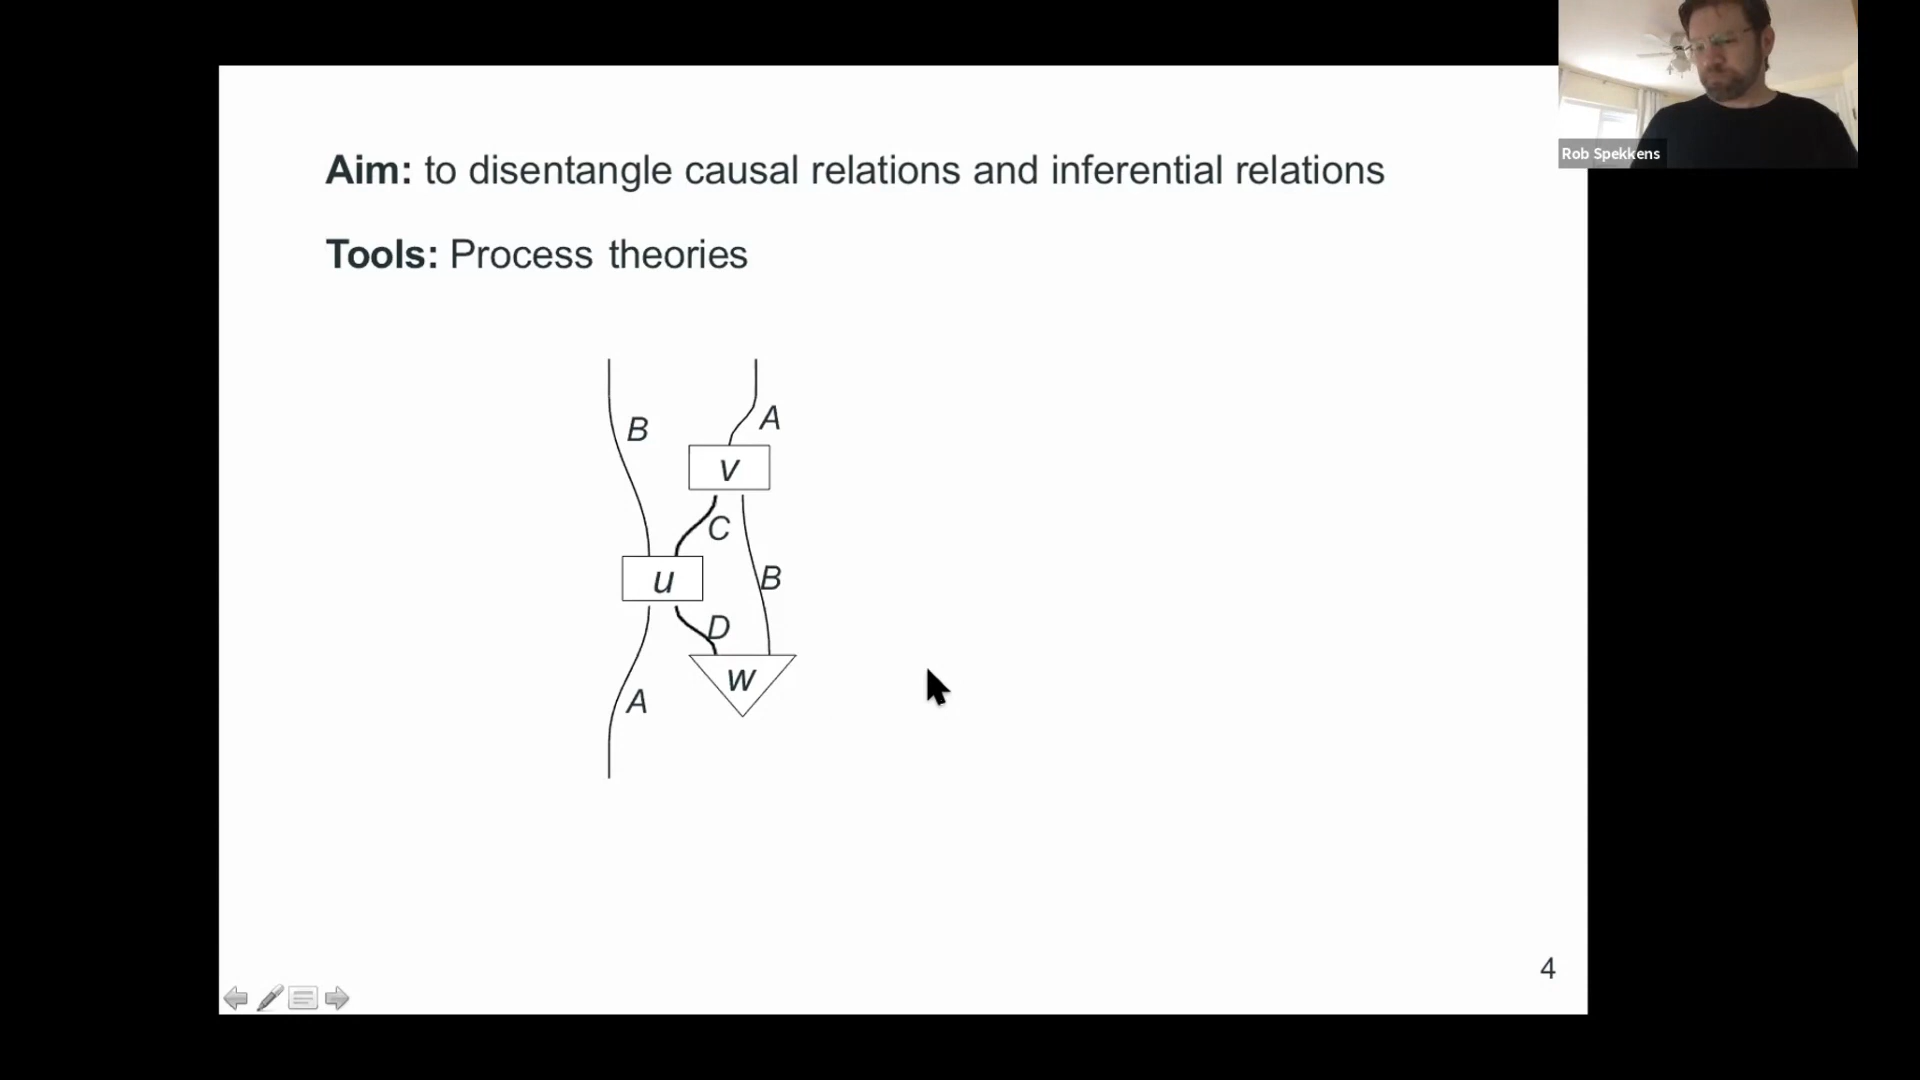 Rob Spekkens
Aim: to disentangle causal relations and inferential relations
Tools: Process theories
B
A
v
C
B
u
D
w
A
4